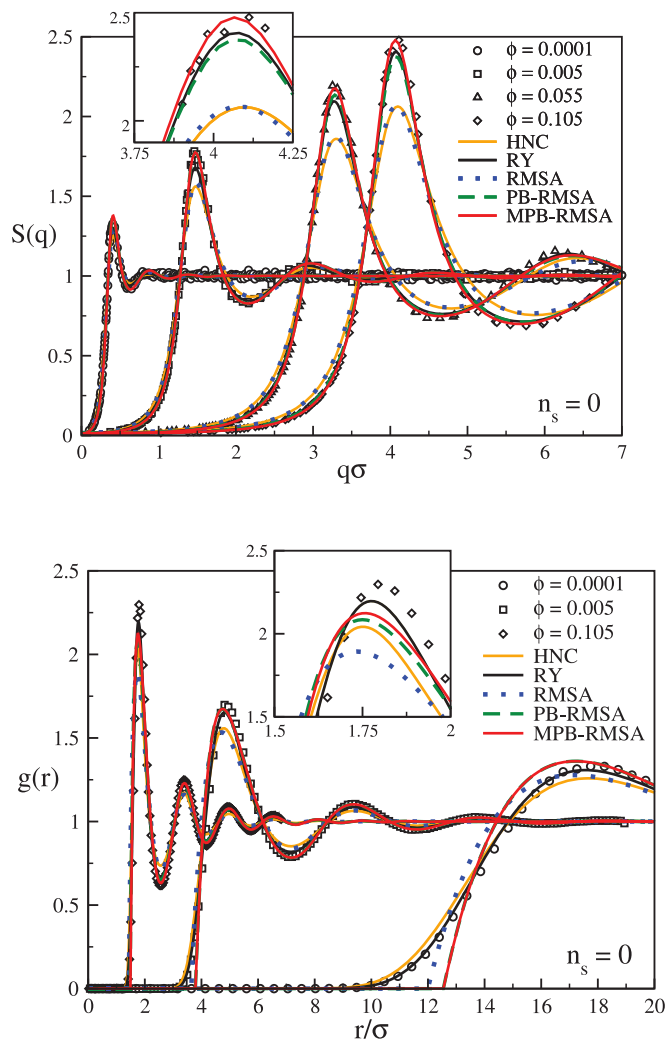 2.5
2
1.5
1
0.5
0
S(q)
2
3.75
4
4.25
ϕ = 0.0001
ϕ = 0.005
ϕ = 0.055
ϕ = 0.105
HNC
RY
RMSA
PB-RMSA
MPB-RMSA
n_s = 0
0 1 2 3 4 5 6 7
qσ
2.5
2
1.5
1
0.5
0
g(r)
2.5
2
1.5
1.5 1.75 2
ϕ = 0.0001
ϕ = 0.005
ϕ = 0.105
HNC
RY
RMSA
PB-RMSA
MPB-RMSA
n_s = 0
0 2 4 6 8 10 12 14 16 18 20
r/σ